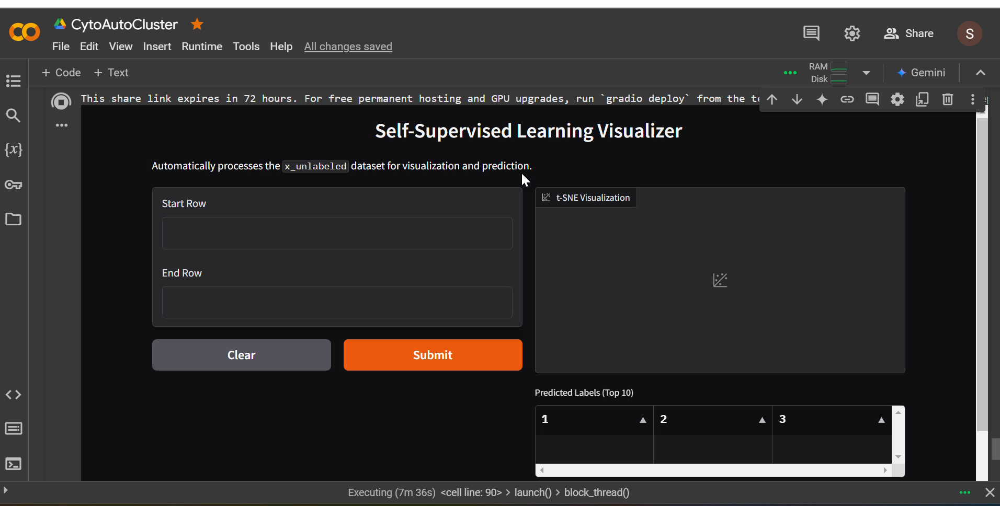 CytoAutoCluster
File Edit View Insert Runtime Tools Help All changes saved
Share
S
+ Code + Text
RAM
Disk
Gemini
{x}
This share link expires in 72 hours. For free permanent hosting and GPU upgrades, run `gradio deploy` from the
Self-Supervised Learning Visualizer
Automatically processes the x_unlabeled dataset for visualization and prediction.
Start Row
End Row
Clear Submit
t-SNE Visualization
Predicted Labels (Top 10)
1 2 3
Executing (7m 36s) <cell line: 90> > launch() > block_thread()